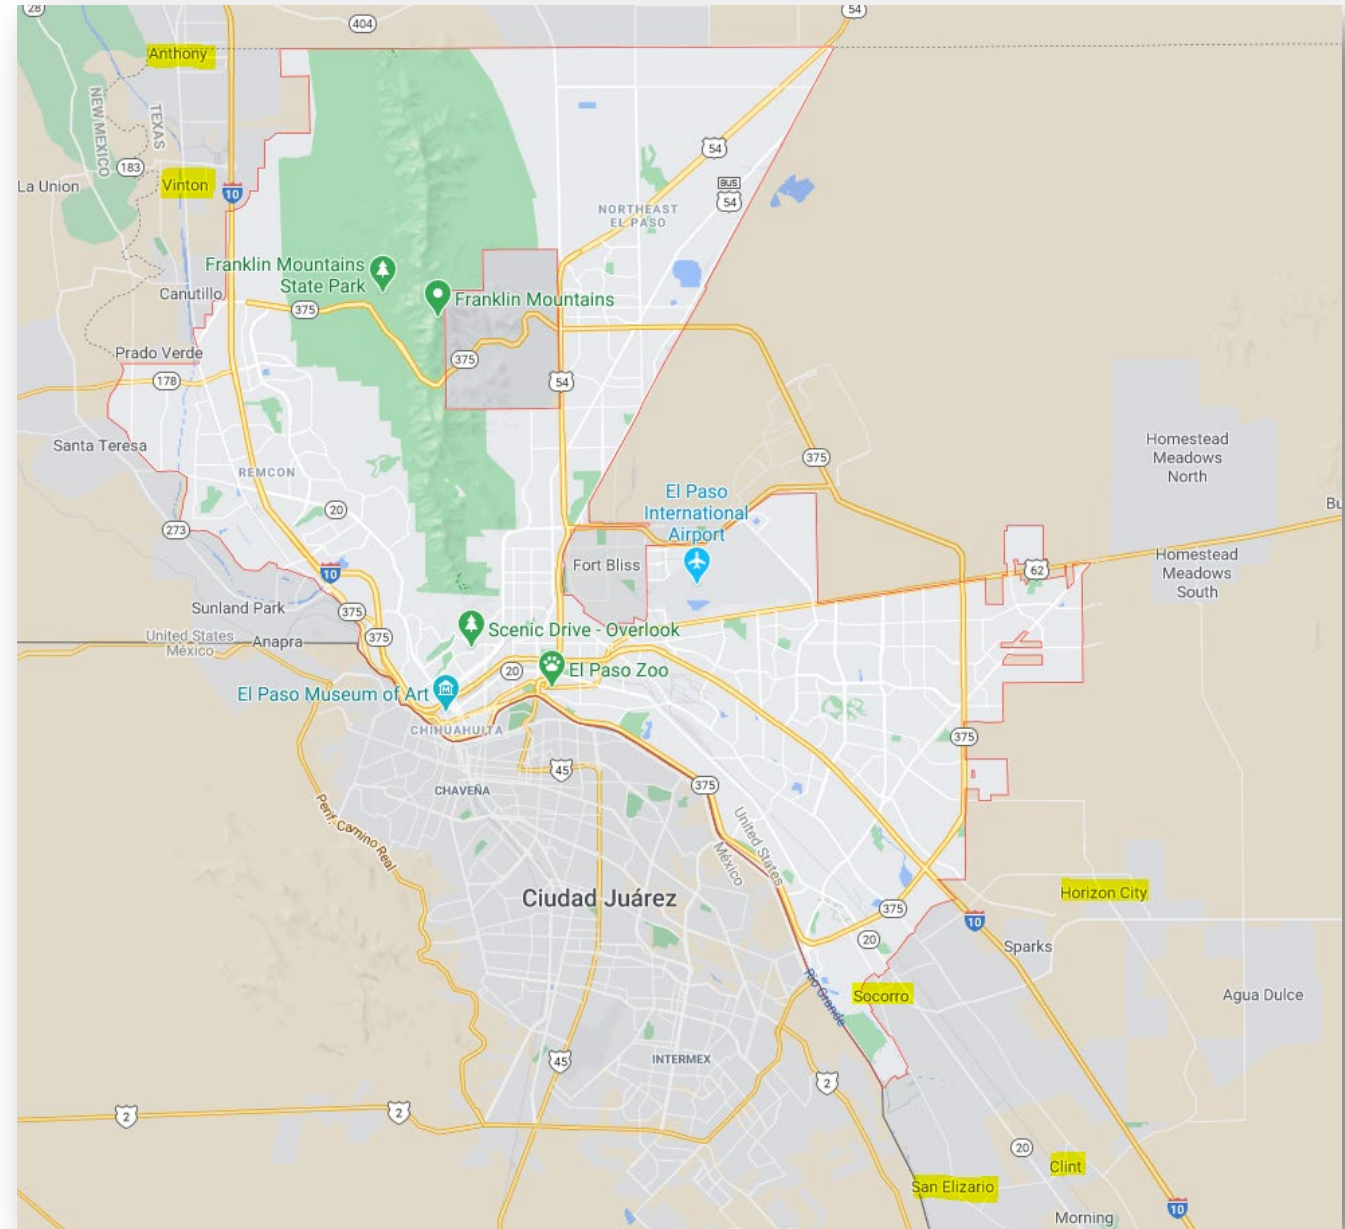 28
404
54
Anthony
NEW MEXICO
TEXAS
54
183
La Union
Vinton
10
BUS
54
NORTHEAST
EL PASO
Franklin Mountains
State Park
Canutillo
375
Franklin Mountains
Prado Verde
375
178
54
Santa Teresa
REMCON
375
Homestead
Meadows
North
20
El Paso
International
Airport
Bu
273
10
Fort Bliss
62
Homestead
Meadows
South
Sunland Park
375
375
United States
México
Anapra
Scenic Drive - Overlook
20
El Paso Zoo
El Paso Museum of Art
CHIHUAHUITA
375
45
375
CHAVEÑA
Perif. Camino Real
United States
México
Ciudad Juárez
Horizon City
375
10
20
Sparks
Rio Grande
Socorro
Agua Dulce
45
INTERMEX
2
2
2
20
Clint
San Elizario
10
Morning